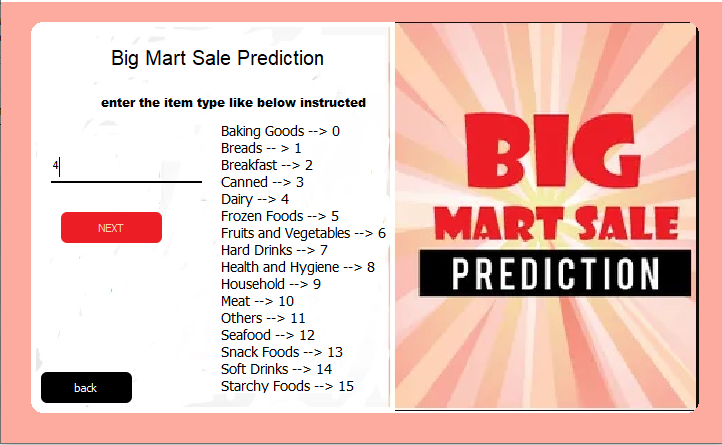 Big Mart Sale Prediction
enter the item type like below instructed
4
NEXT
back
Baking Goods --> 0
Breads -- > 1
Breakfast --> 2
Canned --> 3
Dairy --> 4
Frozen Foods --> 5
Fruits and Vegetables --> 6
Hard Drinks --> 7
Health and Hygiene --> 8
Household --> 9
Meat --> 10
Others --> 11
Seafood --> 12
Snack Foods --> 13
Soft Drinks --> 14
Starchy Foods --> 15
BIG
MART SALE
PREDICTION